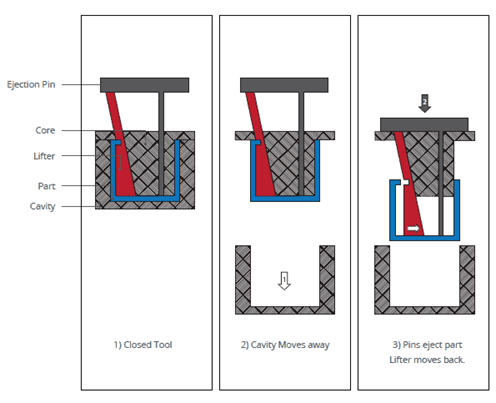 Ejection Pin
Core
Lifter
Part
Cavity
1
2
1) Closed Tool
2) Cavity Moves away
3) Pins eject part
Lifter moves back.